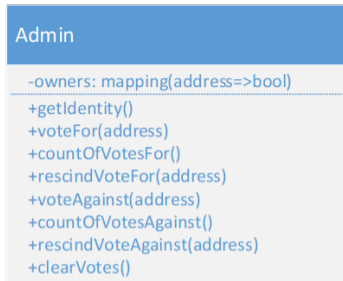 Admin
-owners: mapping(address=>bool)
+getIdentity()
+voteFor(address)
+countOfVotesFor()
+rescindVoteFor(address)
+voteAgainst(address)
+countOfVotesAgainst()
+rescindVoteAgainst(address)
+clearVotes()